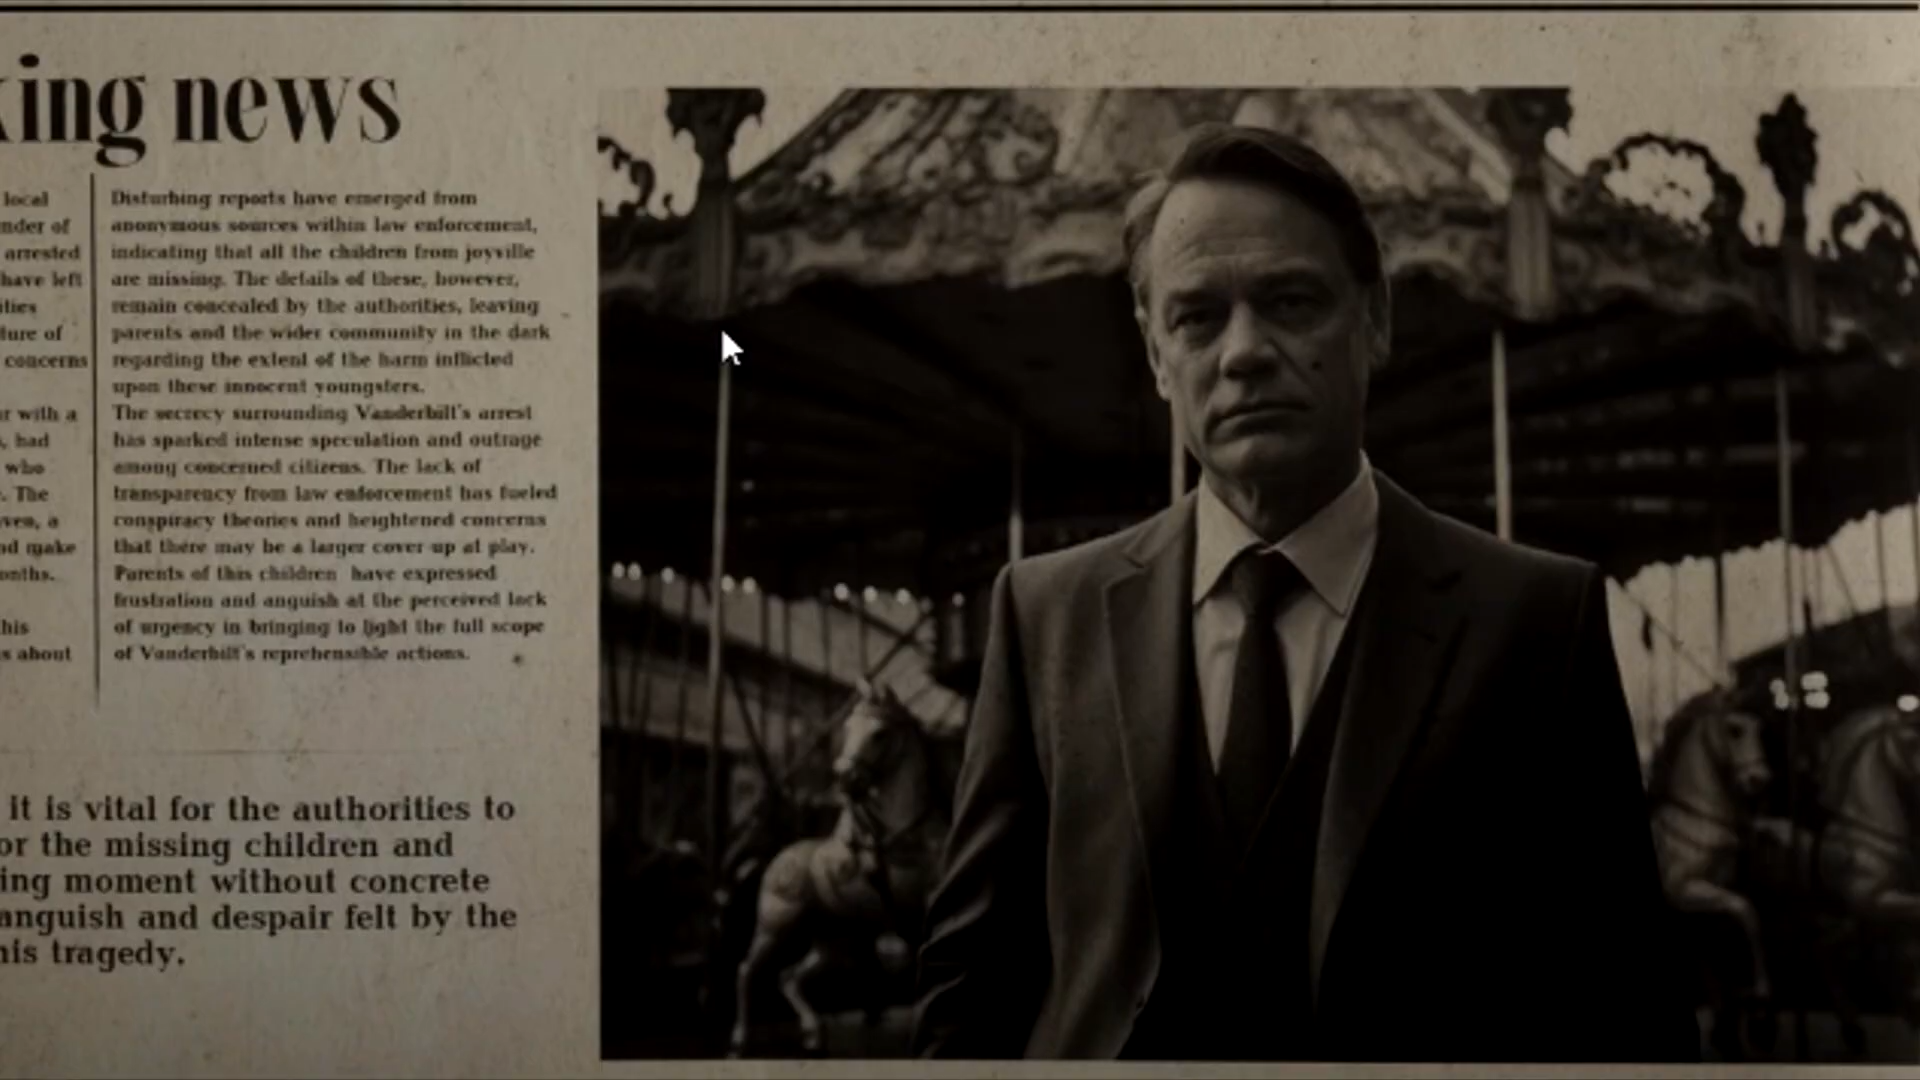 king news
local
nder of
arrested
have left
ities
ture of
concerns
r with a
, had
who
. The
ven, a
nd make
onths.
his
s about
Disturbing reports have emerged from
anonymous sources within law enforcement,
indicating that all the children from joyville
are missing. The details of these, however,
remain concealed by the authorities, leaving
parents and the wider community in the dark
regarding the extent of the harm inflicted
upon these innocent youngsters.
The secrecy surrounding Vanderbilt's arrest
has sparked intense speculation and outrage
among concerned citizens. The lack of
transparency from law enforcement has fueled
conspiracy theories and heightened concerns
that there may be a larger cover-up at play.
Parents of this children have expressed
frustration and anguish at the perceived lack
of urgency in bringing to light the full scope
of Vanderbilt's reprehensible actions.
it is vital for the authorities to
or the missing children and
ing moment without concrete
anguish and despair felt by the
his tragedy.